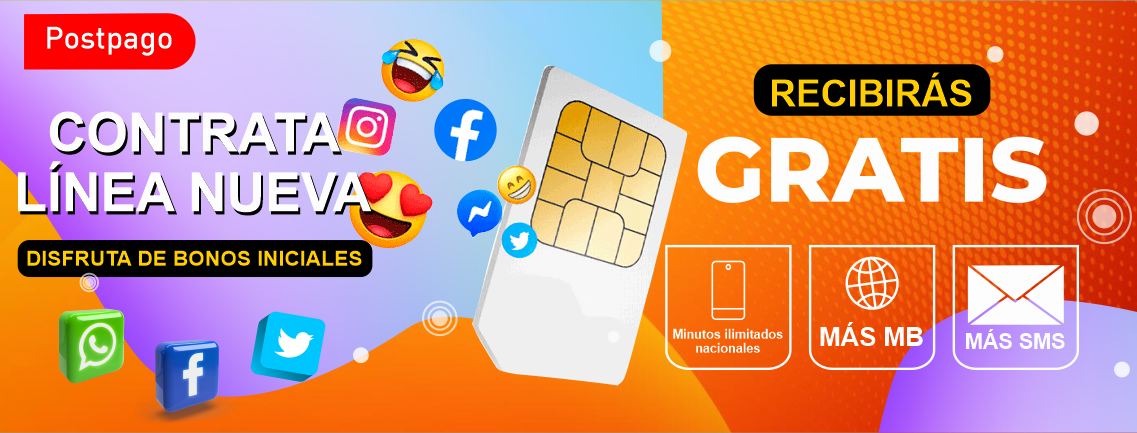 Postpago
CONTRATA
LÍNEA NUEVA
DISFRUTA DE BONOS INICIALES
RECIBIRÁS
GRATIS
Minutos ilimitados
nacionales
MÁS MB
MÁS SMS